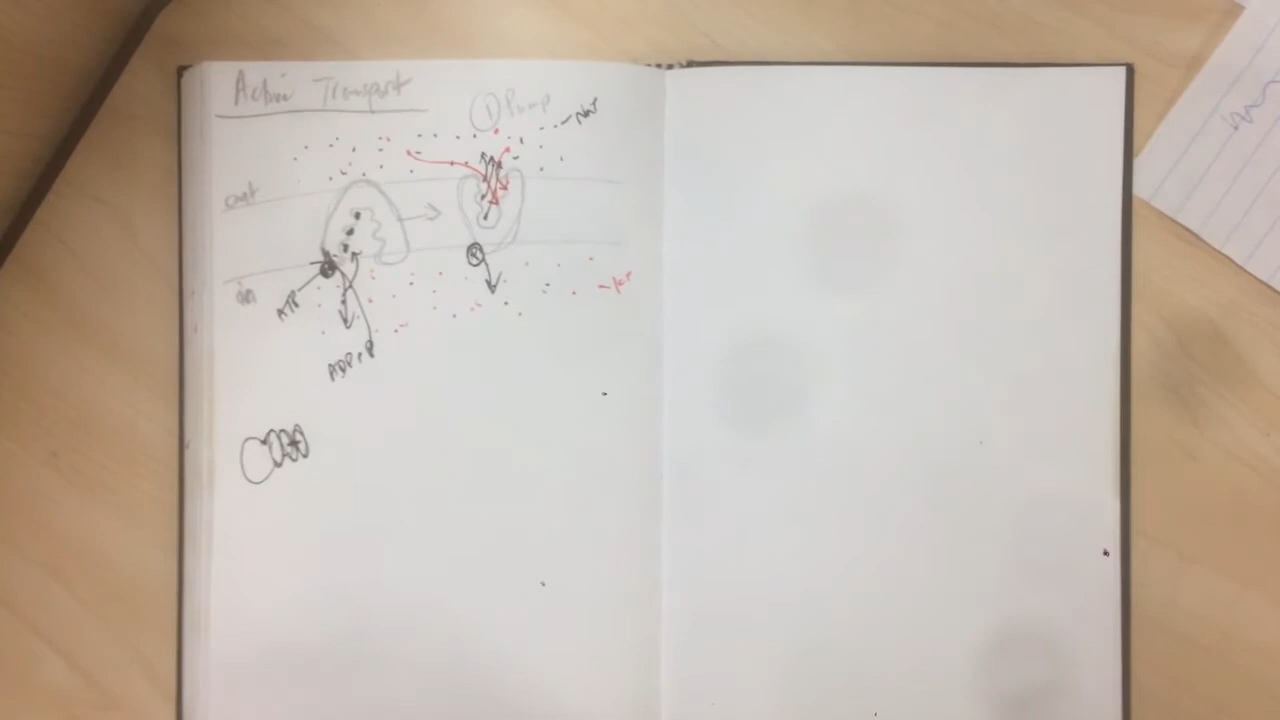 Active Transport
① Pump
Na+
out
in
ATP
ADP+P
P
K+